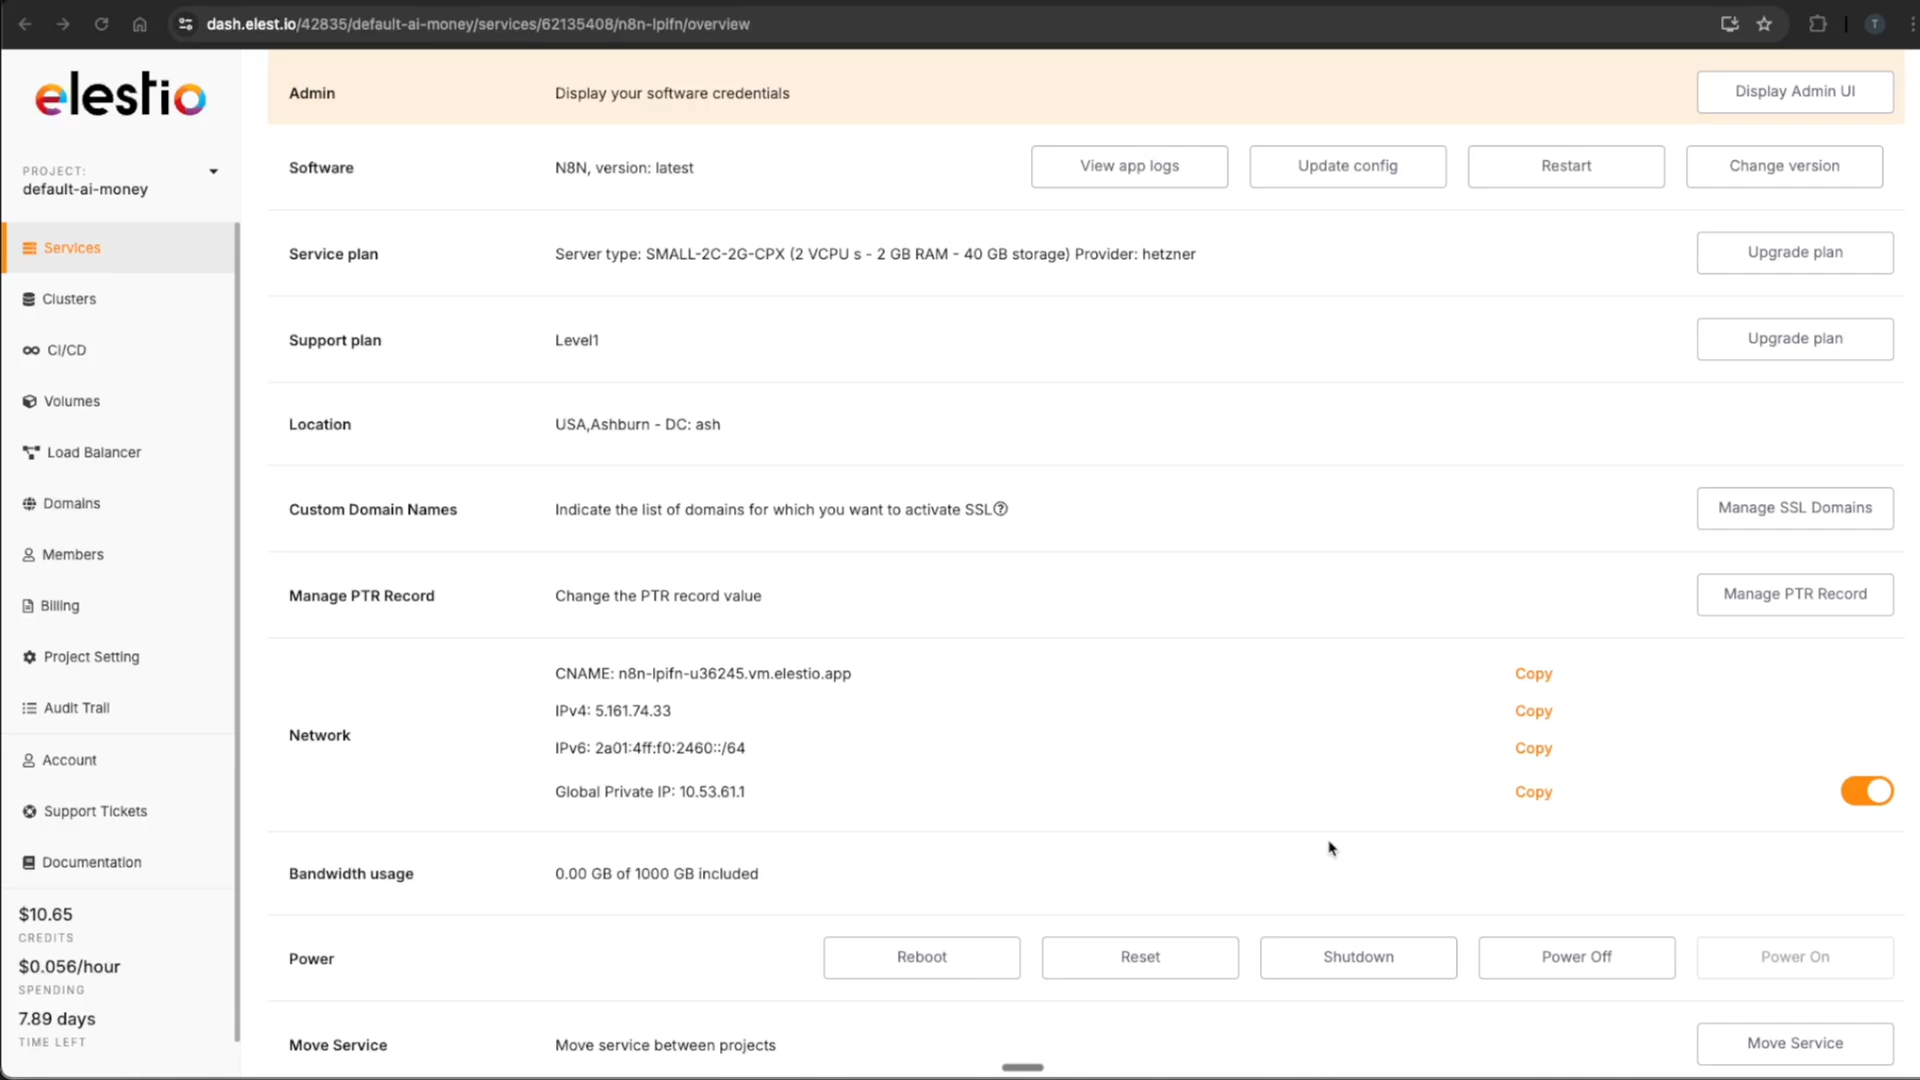 dash.elest.io/42835/default-ai-money/services/62135408/n8n-lpifn/overview
T
elestio
PROJECT:
default-ai-money
Services
Clusters
CI/CD
Volumes
Load Balancer
Domains
Members
Billing
Project Setting
Audit Trail
Account
Support Tickets
Documentation
$10.65
CREDITS
$0.056/hour
SPENDING
7.89 days
TIME LEFT
Admin
Display your software credentials
Display Admin UI
Software
N8N, version: latest
View app logs
Update config
Restart
Change version
Service plan
Server type: SMALL-2C-2G-CPX (2 VCPU s - 2 GB RAM - 40 GB storage) Provider: hetzner
Upgrade plan
Support plan
Level1
Upgrade plan
Location
USA,Ashburn - DC: ash
Custom Domain Names
Indicate the list of domains for which you want to activate SSL?
Manage SSL Domains
Manage PTR Record
Change the PTR record value
Manage PTR Record
Network
CNAME: n8n-lpifn-u36245.vm.elestio.app
Copy
IPv4: 5.161.74.33
Copy
IPv6: 2a01:4ff:f0:2460::/64
Copy
Global Private IP: 10.53.61.1
Copy
Bandwidth usage
0.00 GB of 1000 GB included
Power
Reboot
Reset
Shutdown
Power Off
Power On
Move Service
Move service between projects
Move Service